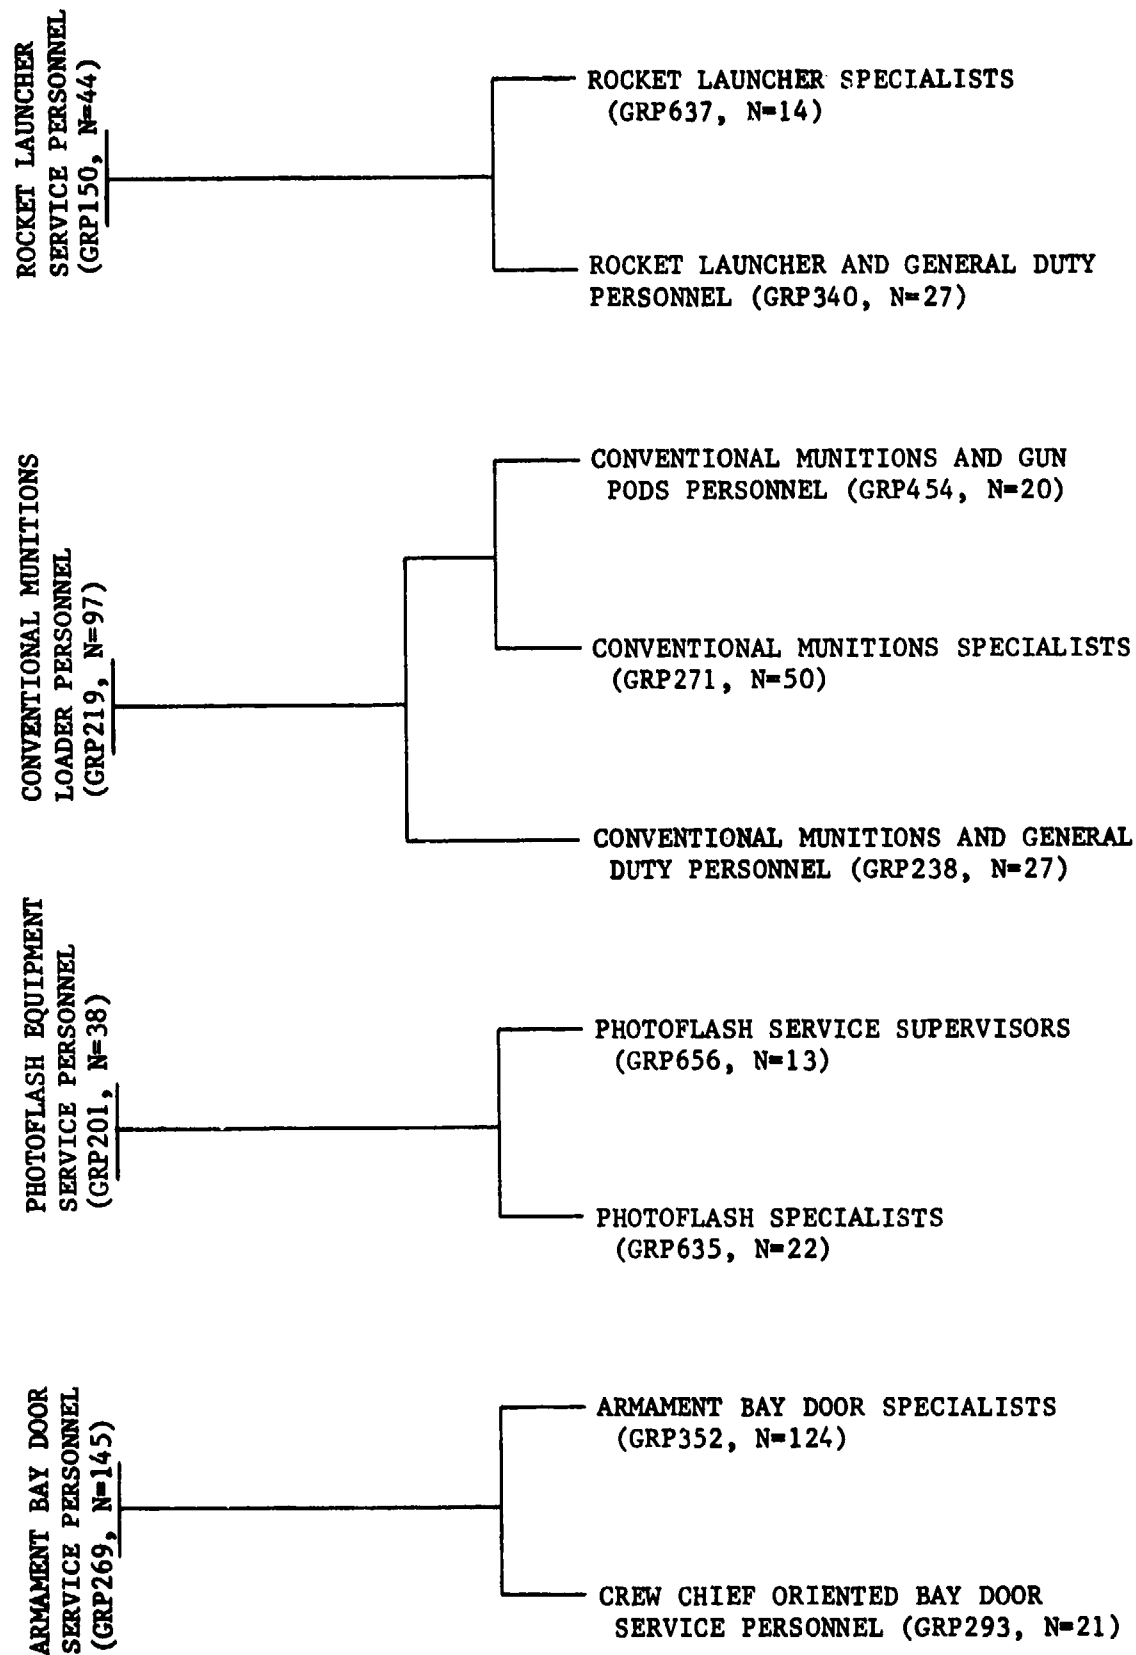 ROCKET LAUNCHER
SERVICE PERSONNEL
(GRP150, N=44)
ROCKET LAUNCHER SPECIALISTS
(GRP637, N=14)
ROCKET LAUNCHER AND GENERAL DUTY
PERSONNEL (GRP340, N=27)
CONVENTIONAL MUNITIONS
LOADER PERSONNEL
(GRP219, N=97)
CONVENTIONAL MUNITIONS AND GUN
PODS PERSONNEL (GRP454, N=20)
CONVENTIONAL MUNITIONS SPECIALISTS
(GRP271, N=50)
CONVENTIONAL MUNITIONS AND GENERAL
DUTY PERSONNEL (GRP238, N=27)
PHOTOFLASH EQUIPMENT
SERVICE PERSONNEL
(GRP201, N=38)
PHOTOFLASH SERVICE SUPERVISORS
(GRP656, N=13)
PHOTOFLASH SPECIALISTS
(GRP635, N=22)
ARMAMENT BAY DOOR
SERVICE PERSONNEL
(GRP269, N=145)
ARMAMENT BAY DOOR SPECIALISTS
(GRP352, N=124)
CREW CHIEF ORIENTED BAY DOOR
SERVICE PERSONNEL (GRP293, N=21)